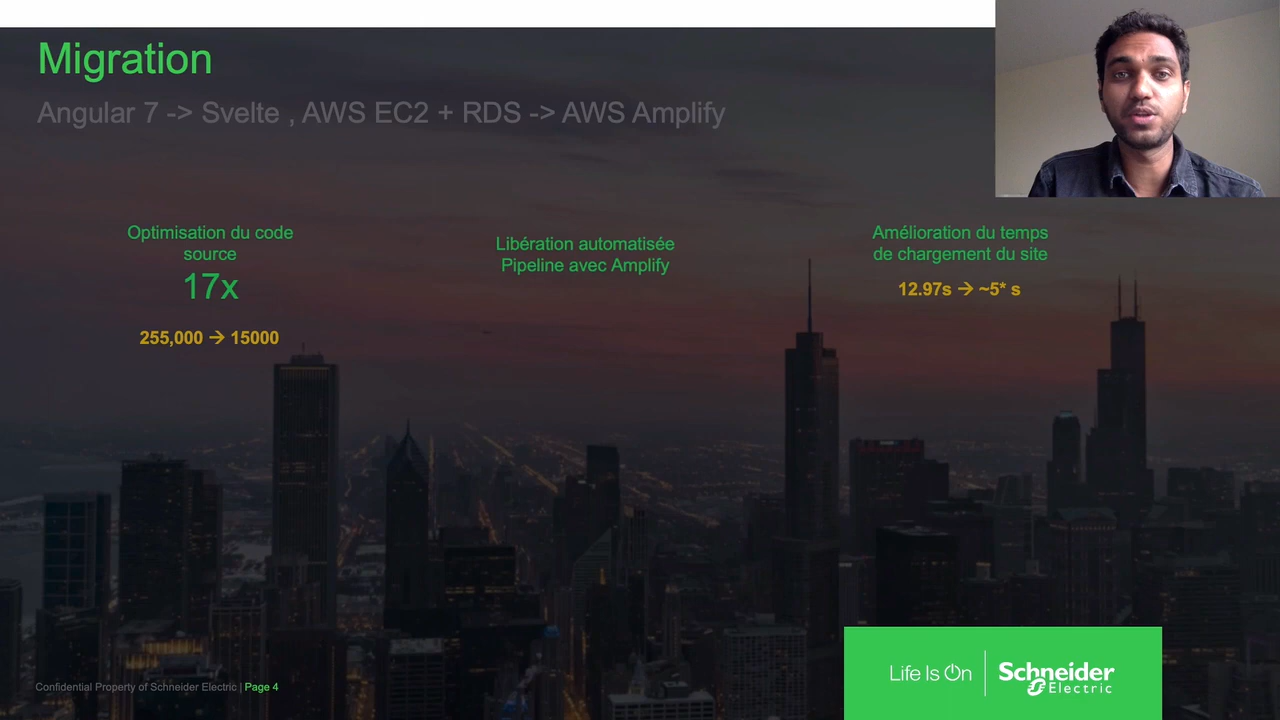 Migration
Angular 7 -> Svelte , AWS EC2 + RDS -> AWS Amplify
Optimisation du code
source
17x
255,000 → 15000
Libération automatisée
Pipeline avec Amplify
Amélioration du temps
de chargement du site
12.97s → ~5* s
Confidential Property of Schneider Electric | Page 4
Life Is On
Schneider
Electric